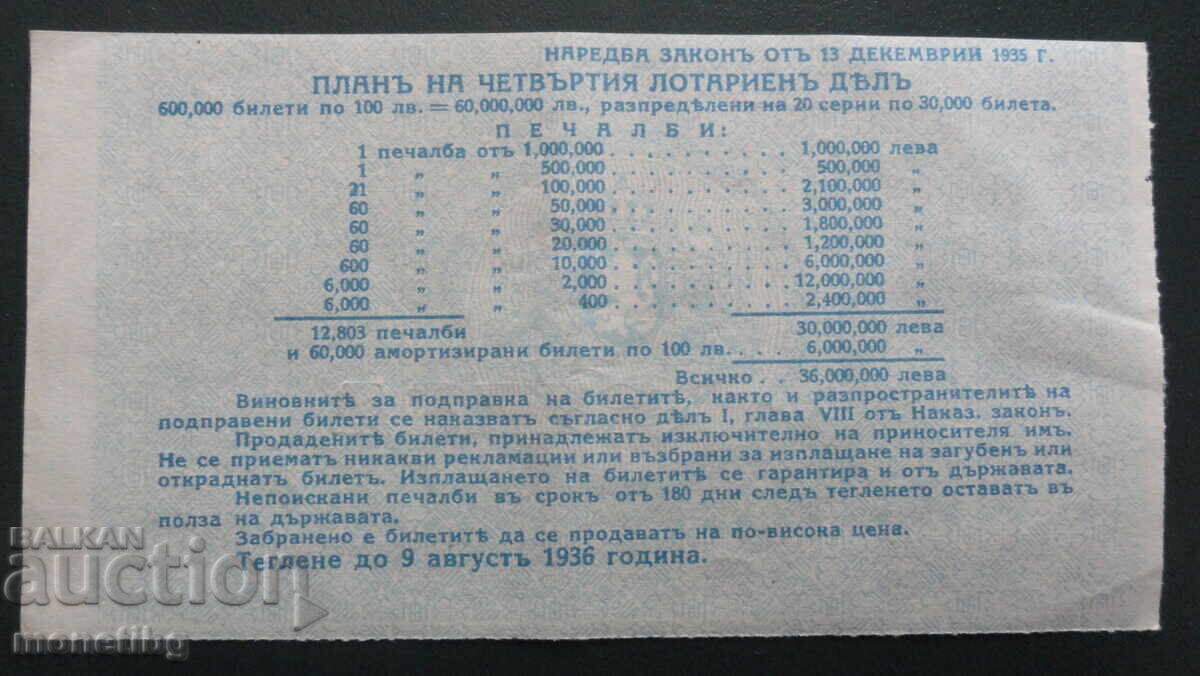 НАРЕДБА ЗАКОНЪ ОТЪ 13 ДЕКЕМВРИИ 1935 Г.
ПЛАНЪ НА ЧЕТВЪРТИЯ ЛОТАРИЕНЪ ДѢЛЪ
600,000 билети по 100 лв. = 60,000,000 лв., разпредѣлени на 20 серии по 30,000 билета.
ПЕЧАЛБИ:
1 печалба отъ 1,000,000 . . . . . . . . . . 1,000,000 лева
1 „ „ 500,000 . . . . . . . . . . 500,000 „
21 „ „ 100,000 . . . . . . . . . . 2,100,000 „
60 „ „ 50,000 . . . . . . . . . . 3,000,000 „
60 „ „ 30,000 . . . . . . . . . . 1,800,000 „
60 „ „ 20,000 . . . . . . . . . . 1,200,000 „
600 „ „ 10,000 . . . . . . . . . . 6,000,000 „
6,000 „ „ 2,000 . . . . . . . . . . 12,000,000 „
6,000 „ „ 400 . . . . . . . . . . 2,400,000 „
12,803 печалби 30,000,000 лева
и 60,000 амортизирани билети по 100 лв. . . . 6,000,000 „
Всичко . . 36,000,000 лева
Виновнитѣ за подправка на билетитѣ, както и разпространителитѣ на
подправени билети се наказватъ съгласно дѣлъ I, глава VIII отъ Наказ. законъ.
Продаденитѣ билети, принадлежатъ изключително на приносителя имъ.
Не се приематъ никакви рекламации или възбрани за изплащане на загубенъ или
откраднатъ билетъ. Изплащането на билетитѣ се гарантира и отъ държавата.
Непоискани печалби въ срокъ отъ 180 дни следъ тегленето оставатъ въ
полза на държавата.
Забранено е билетитѣ да се продаватъ на по-висока цена.
Теглене до 9 августъ 1936 година.
BALKAN
auction
monetibg